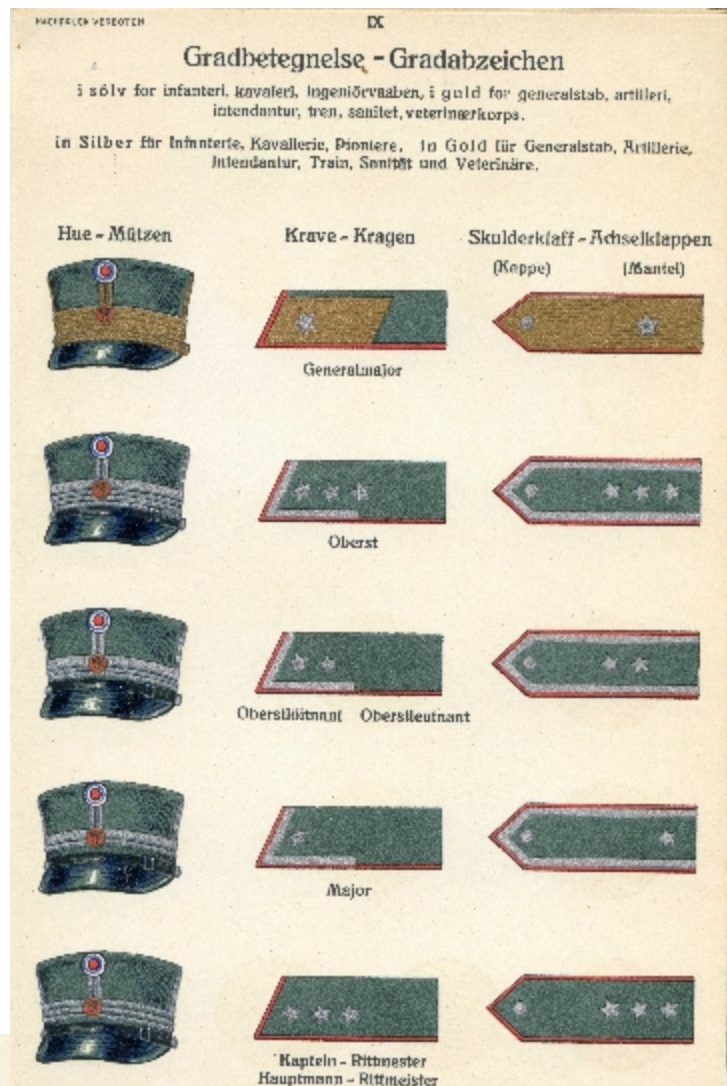 NACHDRUCK VERBOTEN
IX
Gradbetegnelse - Gradabzeichen
i sölv for infanteri, kavaleri, ingeniörvaaben, i guld for generalstab, artilleri,
intendantur, tren, sanitet, veterinærkorps.
in Silber für Infanterie, Kavallerie, Pioniere, in Gold für Generalstab, Artillerie,
Intendantur, Train, Sanität und Veterinäre.
Hue - Mützen
Krave - Kragen
Skulderklaff - Achselklappen
(Kappe)
(Mantel)
Generalmajor
Oberst
Oberstlöitnant Oberstleutnant
Major
Kaptein - Rittmester
Hauptmann - Rittmeister